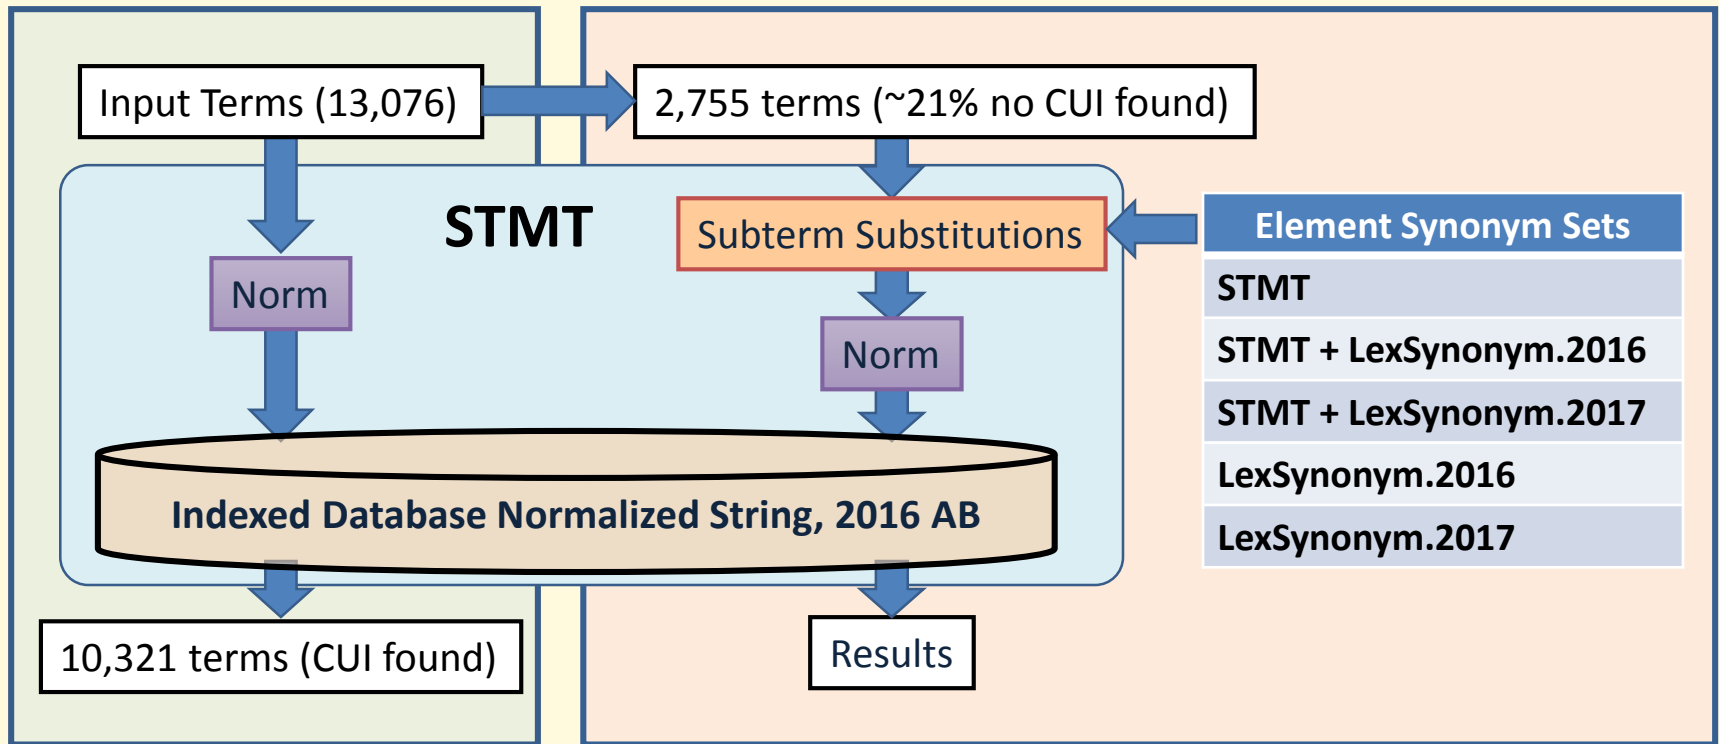 Input Terms (13,076)
2,755 terms (~21% no CUI found)
STMT
Subterm Substitutions
Norm
Norm
Indexed Database Normalized String, 2016 AB
10,321 terms (CUI found)
Results
Element Synonym Sets
STMT
STMT + LexSynonym.2016
STMT + LexSynonym.2017
LexSynonym.2016
LexSynonym.2017